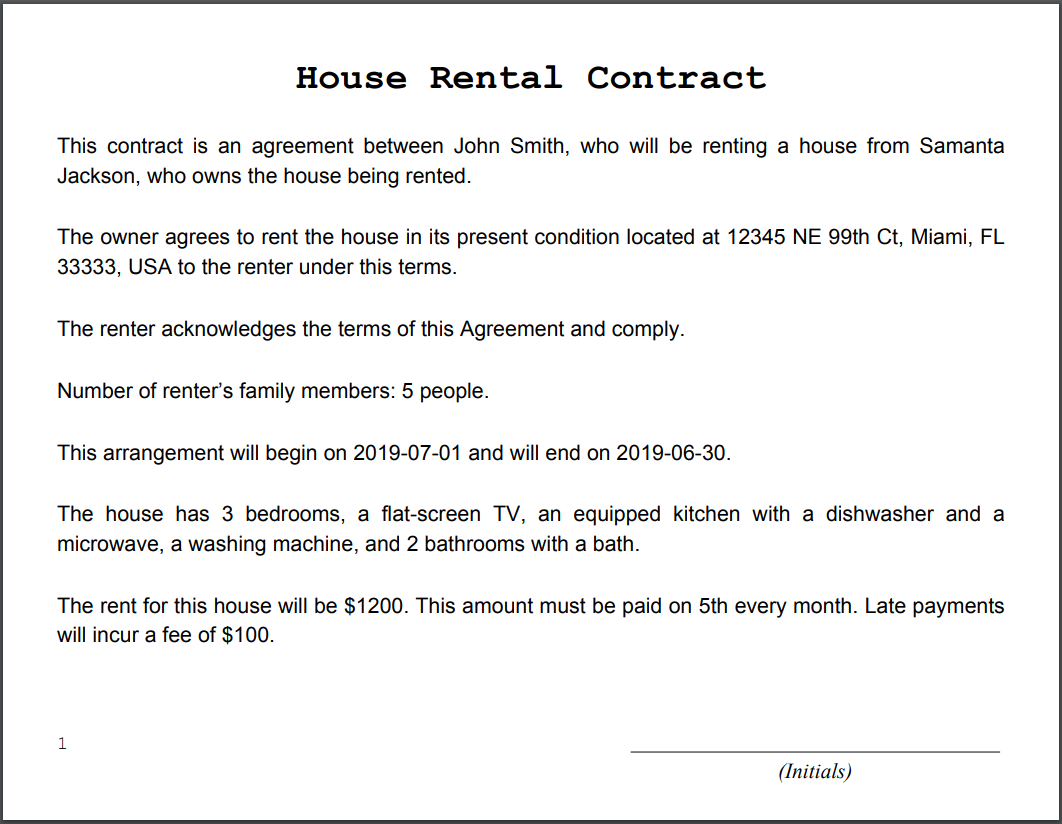 House Rental Contract
This contract is an agreement between John Smith, who will be renting a house from Samanta
Jackson, who owns the house being rented.
The owner agrees to rent the house in its present condition located at 12345 NE 99th Ct, Miami, FL
33333, USA to the renter under this terms.
The renter acknowledges the terms of this Agreement and comply.
Number of renter’s family members: 5 people.
This arrangement will begin on 2019-07-01 and will end on 2019-06-30.
The house has 3 bedrooms, a flat-screen TV, an equipped kitchen with a dishwasher and a
microwave, a washing machine, and 2 bathrooms with a bath.
The rent for this house will be $1200. This amount must be paid on 5th every month. Late payments
will incur a fee of $100.
1
(Initials)